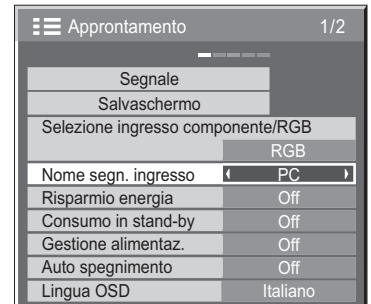 Approntamento 1/2
Segnale
Salvaschermo
Selezione ingresso componente/RGB
RGB
Nome segn. ingresso PC
Risparmio energia Off
Consumo in stand-by Off
Gestione alimentaz. Off
Auto spegnimento Off
Lingua OSD Italiano